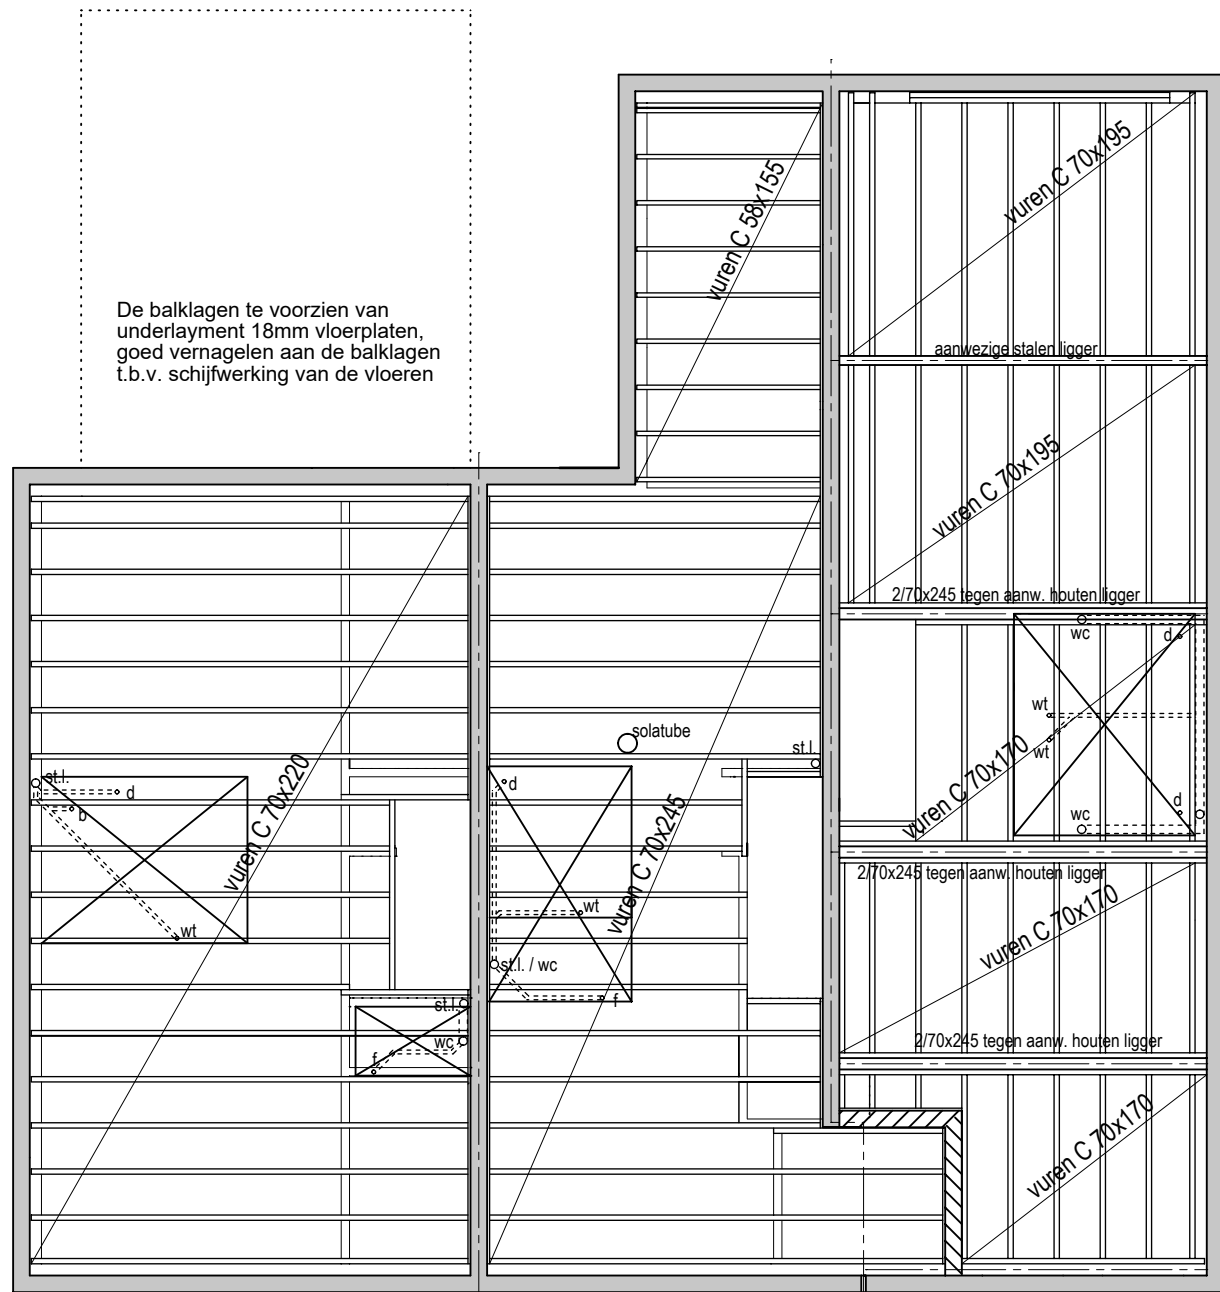 vuren C 70x195
vuren C 58x155
De balklagen te voorzien van
underlayment 18mm vloerplaten,
goed vernagelen aan de balklagen
t.b.v. schijfwerking van de vloeren
aanwezige stalen ligger
vuren C 70x195
2/70x245 tegen aanw. houten ligger
wc
d
wt
wt
solatube
st.l.
vuren C 70x170
st.l.
d
b
d
vuren C 70x220
vuren C 70x245
wc
d
2/70x245 tegen aanw. houten ligger
wt
wt
vuren C 70x170
st.l. / wc
f
st.l.
wc
f
2/70x245 tegen aanw. houten ligger
vuren C 70x170